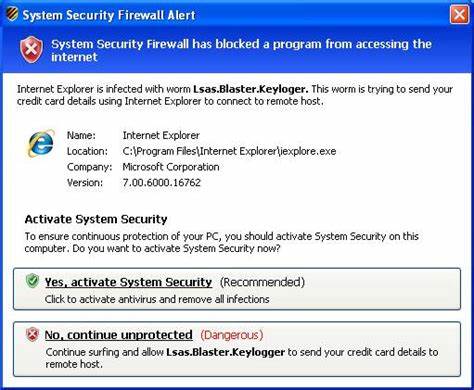 System Security Firewall Alert
System Security Firewall has blocked a program from accessing the
internet
Internet Explorer is infected with worm Lsas.Blaster.Keyloger. This worm is trying to send your
credit card details using Internet Explorer to connect to remote host.
Name: Internet Explorer
Location: C:\Program Files\Internet Explorer\iexplore.exe
Company: Microsoft Corporation
Version: 7.00.6000.16762
Activate System Security
To ensure continuous protection of your PC, you should activate System Security on this
computer. Do you want to activate System Security now?
Yes, activate System Security (Recommended)
Click to activate antivirus and remove all infections
No, continue unprotected (Dangerous)
Continue surfing and allow Lsas.Blaster.Keylogger to send your credit card details to
remote host.